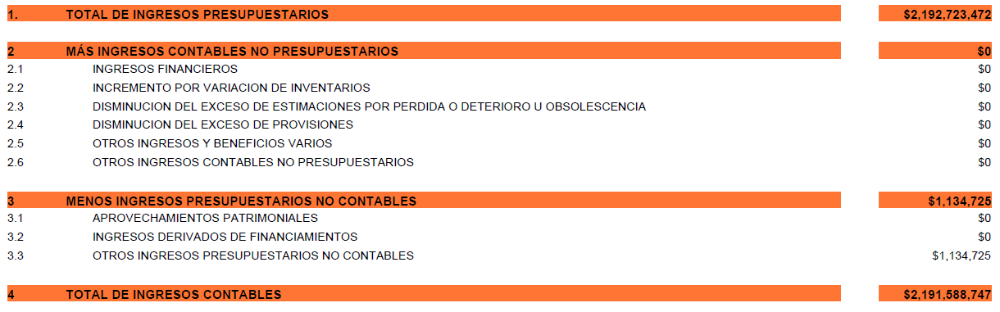 1. TOTAL DE INGRESOS PRESUPUESTARIOS $2,192,723,472
2 MÁS INGRESOS CONTABLES NO PRESUPUESTARIOS $0
2.1 INGRESOS FINANCIEROS $0
2.2 INCREMENTO POR VARIACION DE INVENTARIOS $0
2.3 DISMINUCION DEL EXCESO DE ESTIMACIONES POR PERDIDA O DETERIORO U OBSOLESCENCIA $0
2.4 DISMINUCION DEL EXCESO DE PROVISIONES $0
2.5 OTROS INGRESOS Y BENEFICIOS VARIOS $0
2.6 OTROS INGRESOS CONTABLES NO PRESUPUESTARIOS $0
3 MENOS INGRESOS PRESUPUESTARIOS NO CONTABLES $1,134,725
3.1 APROVECHAMIENTOS PATRIMONIALES $0
3.2 INGRESOS DERIVADOS DE FINANCIAMIENTOS $0
3.3 OTROS INGRESOS PRESUPUESTARIOS NO CONTABLES $1,134,725
4 TOTAL DE INGRESOS CONTABLES $2,191,588,747